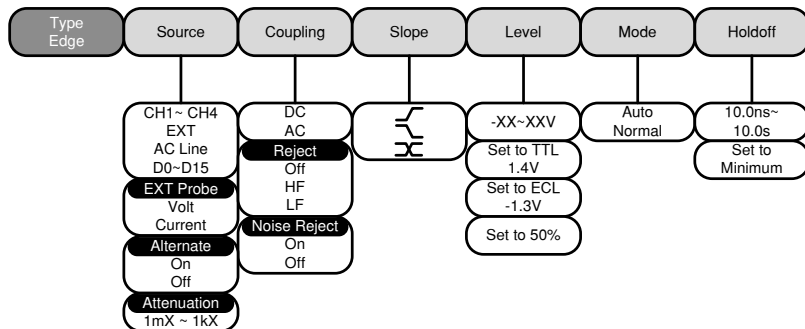 Type
Edge
Source
Coupling
Slope
Level
Mode
Holdoff
CH1~ CH4
EXT
AC Line
D0~D15
EXT Probe
Volt
Current
Alternate
On
Off
Attenuation
1mX ~ 1kX
DC
AC
Reject
Off
HF
LF
Noise Reject
On
Off
-XX~XXV
Set to TTL
1.4V
Set to ECL
-1.3V
Set to 50%
Auto
Normal
10.0ns~
10.0s
Set to
Minimum